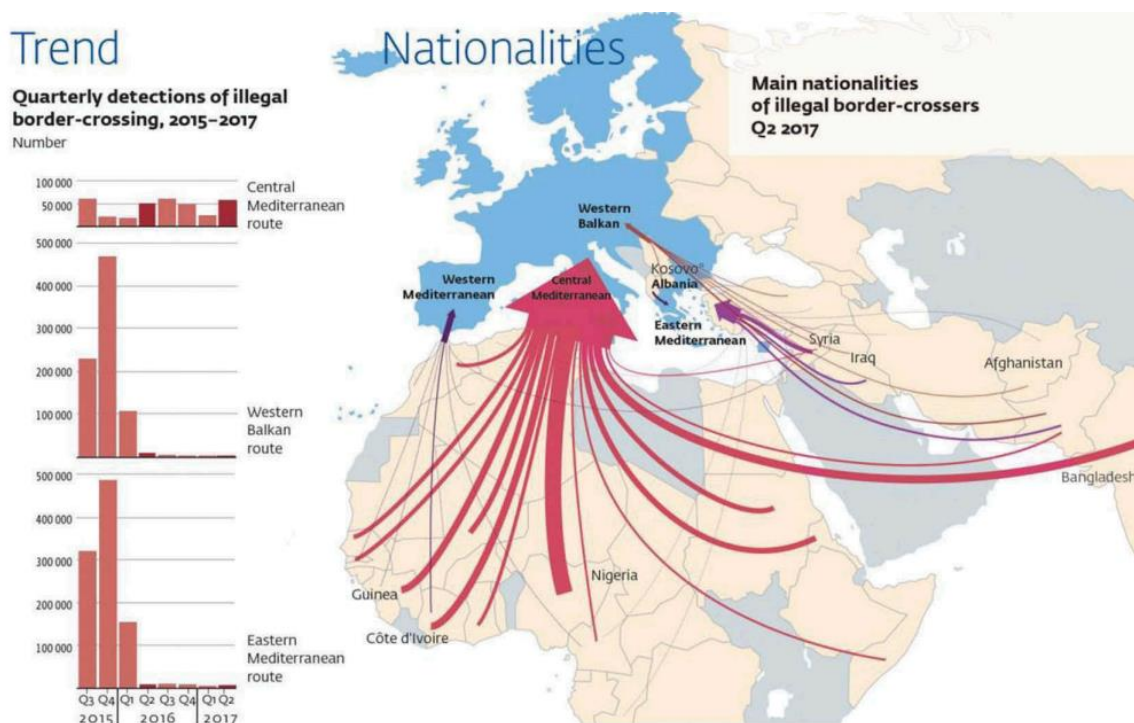 Trend
Quarterly detections of illegal
border-crossing, 2015–2017
Number
100 000
50 000
Central
Mediterranean
route
500 000
400 000
300 000
200 000
100 000
Western
Balkan
route
500 000
400 000
300 000
200 000
100 000
Eastern
Mediterranean
route
Q3 Q4 Q1 Q2 Q3 Q4 Q1 Q2
2015 2016 2017
Nationalities
Main nationalities
of illegal border-crossers
Q2 2017
Western
Balkan
Western
Mediterranean
Central
Mediterranean
Kosovo*
Albania
Eastern
Mediterranean
Syria
Iraq
Afghanistan
Bangladesh
Nigeria
Guinea
Côte d'Ivoire